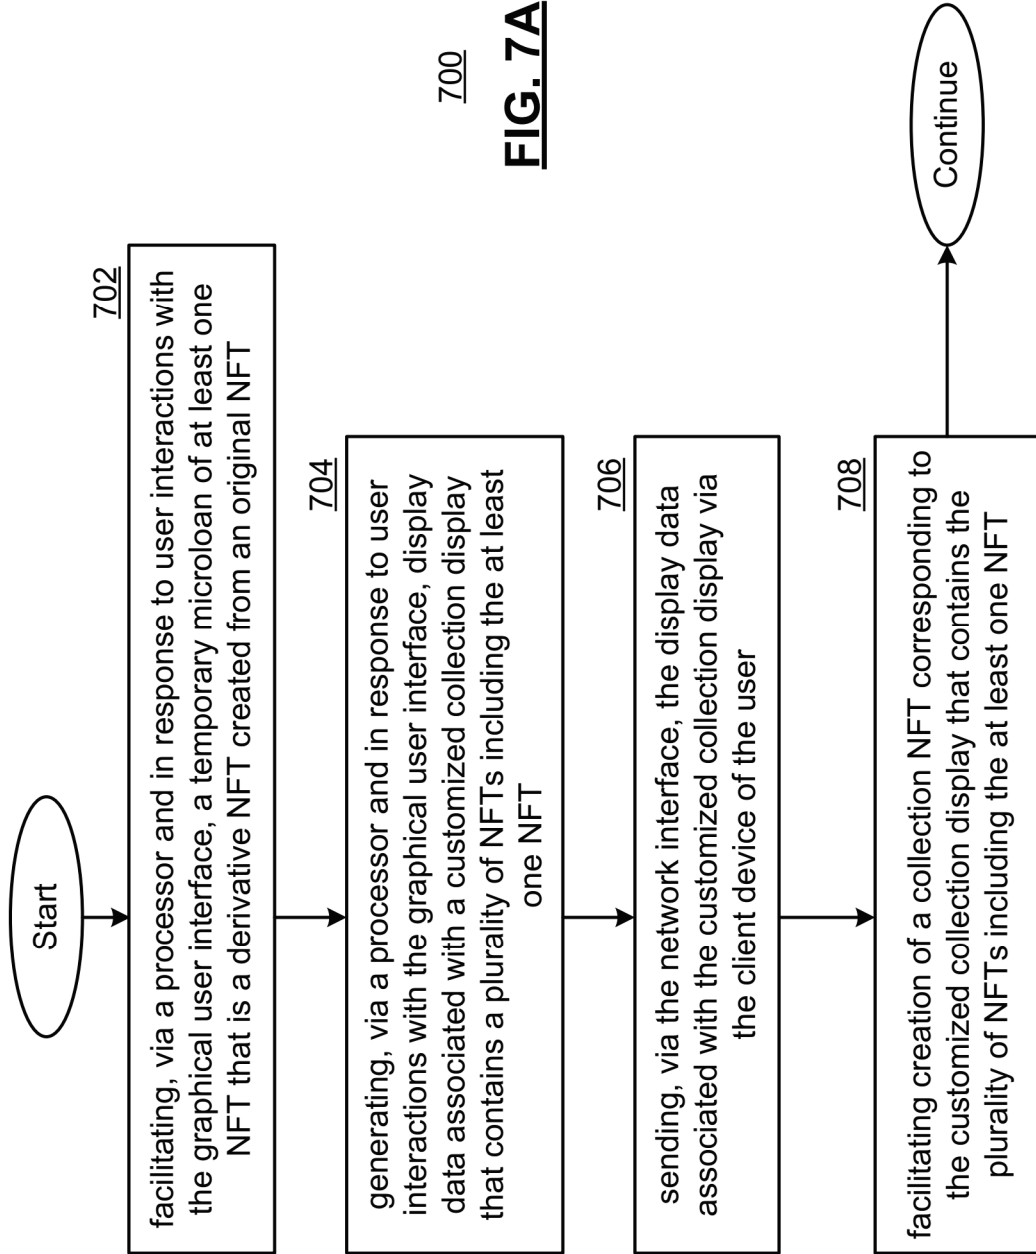 Start
702
facilitating, via a processor and in response to user interactions with
the graphical user interface, a temporary microloan of at least one
NFT that is a derivative NFT created from an original NFT
704
generating, via a processor and in response to user
interactions with the graphical user interface, display
data associated with a customized collection display
that contains a plurality of NFTs including the at least
one NFT
706
sending, via the network interface, the display data
associated with the customized collection display via
the client device of the user
708
facilitating creation of a collection NFT corresponding to
the customized collection display that contains the
plurality of NFTs including the at least one NFT
Continue
700
FIG. 7A